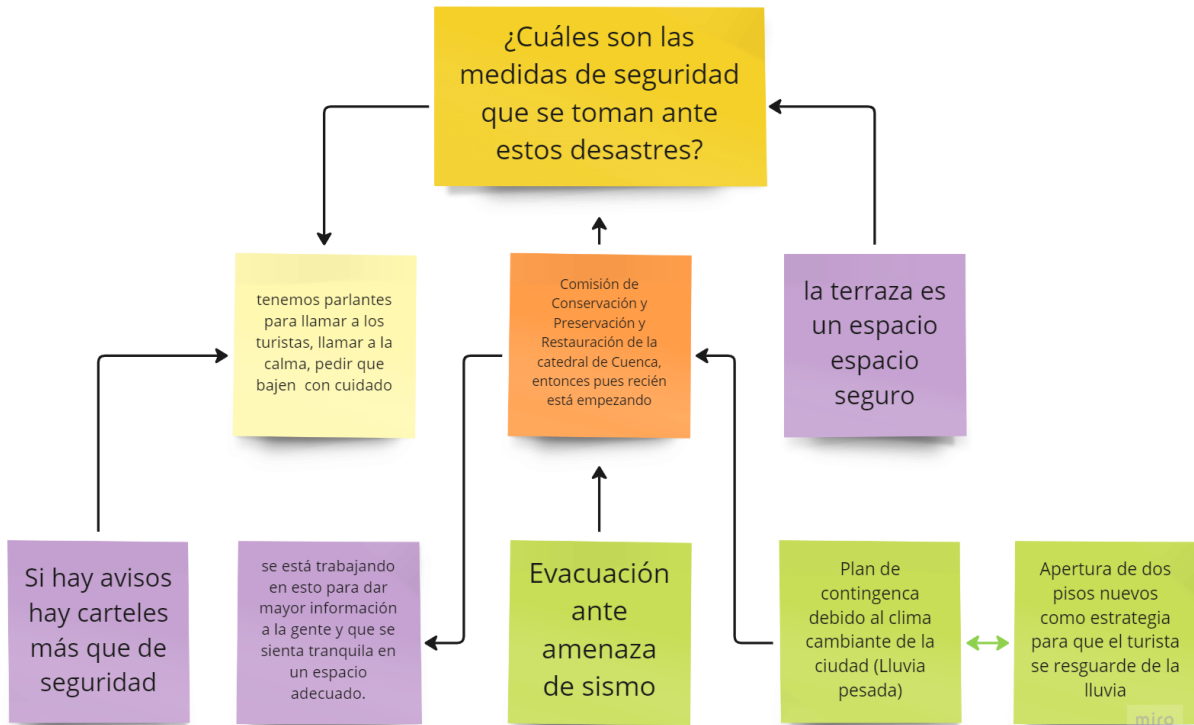 ¿Cuáles son las
medidas de seguridad
que se toman ante
estos desastres?
tenemos parlantes
para llamar a los
turistas, llamar a la
calma, pedir que
bajen con cuidado
Comisión de
Conservación y
Preservación y
Restauración de la
catedral de Cuenca,
entonces pues recién
está empezando
la terraza es
un espacio
espacio
seguro
Si hay avisos
hay carteles
más que de
seguridad
se está trabajando
en esto para dar
mayor información
a la gente y que se
sienta tranquila en
un espacio
adecuado.
Evacuación
ante
amenaza
de sismo
Plan de
contingenca
debido al clima
cambiante de la
ciudad (Lluvia
pesada)
Apertura de dos
pisos nuevos
como estrategia
para que el turista
se resguarde de la
lluvia
miro